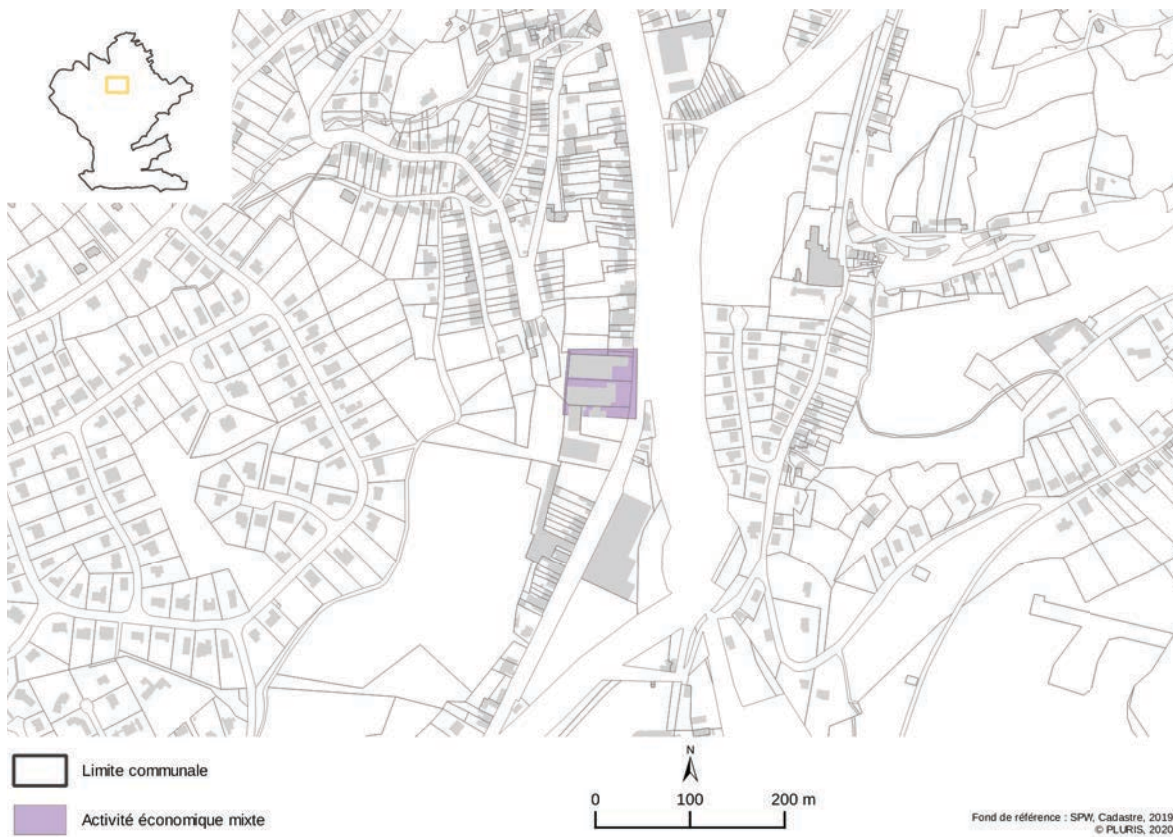 Limite communale
Activité économique mixte
N
0 100 200 m
Fond de référence : SPW, Cadastre, 2019
© PLURIS, 2020